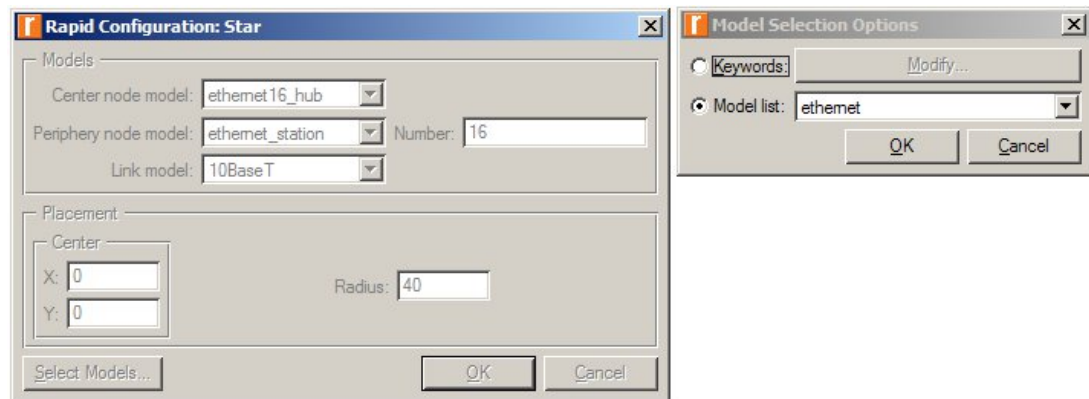 Rapid Configuration: Star
Models
Center node model: ethernet16_hub
Periphery node model: ethernet_station Number: 16
Link model: 10BaseT
Placement
Center
X: 0
Radius: 40
Y: 0
Select Models... OK Cancel
Model Selection Options
Keywords: Modify...
Model list: ethernet
OK Cancel